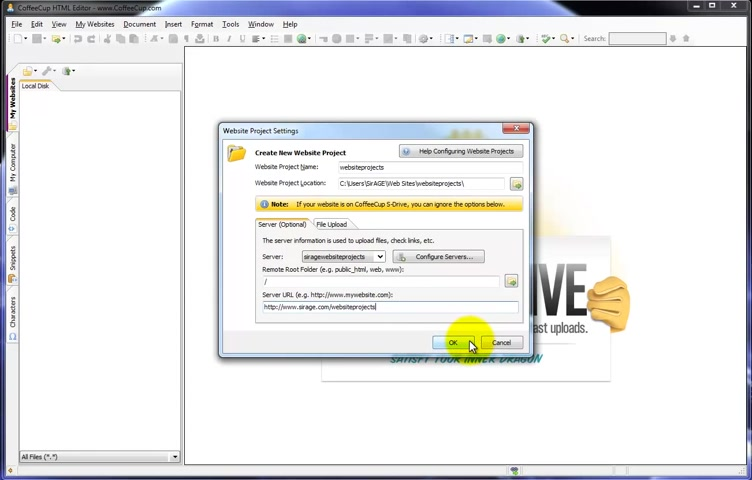 CoffeeCup HTML Editor - www.CoffeeCup.com
File Edit View My Websites Document Insert Format Tools Window Help
Search:
My Websites
My Computer
Code
Snippets
Characters
Local Disk
Website Project Settings
Create New Website Project
Help Configuring Website Projects
Website Project Name: websiteprojects
Website Project Location: C:\Users\SirAGE\Web Sites\websiteprojects\
Note: If your website is on CoffeeCup S-Drive, you can ignore the options below.
Server (Optional) File Upload
The server information is used to upload files, check links, etc.
Server: siragewebsiteprojects Configure Servers...
Remote Root Folder (e.g. public_html, web, www):
/
Server URL (e.g. http://www.mywebsite.com):
http://www.sirage.com/websiteprojects
OK Cancel
IVE
ast uploads.
SATISFY YOUR INNER DRAGON
All Files (*.*)